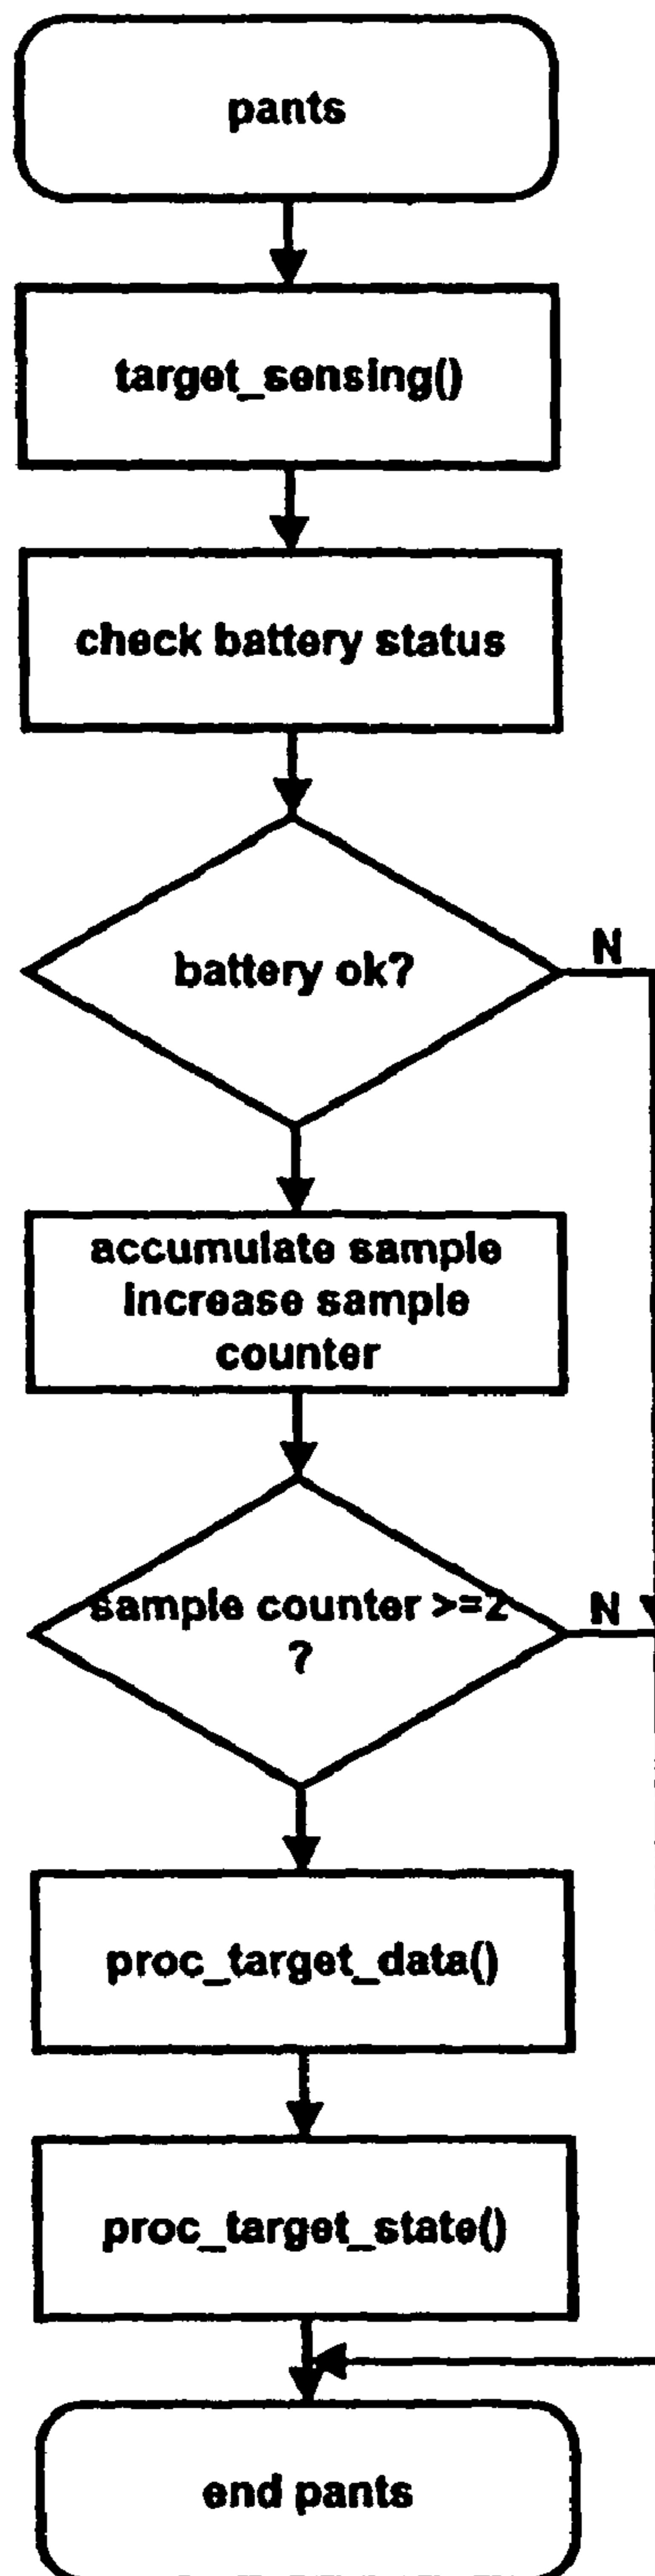 pants
target_sensing()
check battery status
battery ok?
N
accumulate sample
increase sample
counter
sample counter >=2
N
?
proc_target_data()
proc_target_state()
end pants